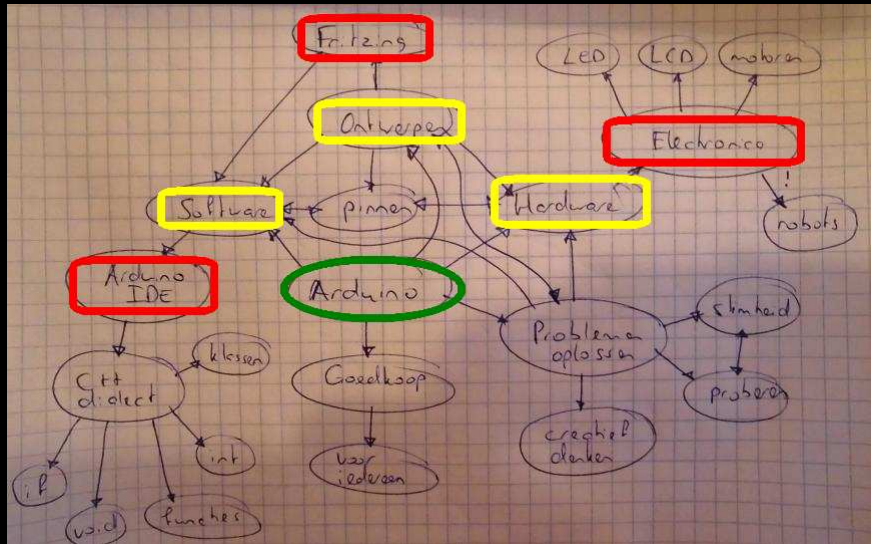 Fritzing
LED
LCD
motoren
Ontwerpen
Electronica
!
Software
pinnen
Hardware
robots
Arduino
IDE
Arduino
Problemen
oplossen
slimheid
klassen
C++
dialect
Goedkoop
proberen
int
voor
iedereen
creatief
denken
if
void
functies